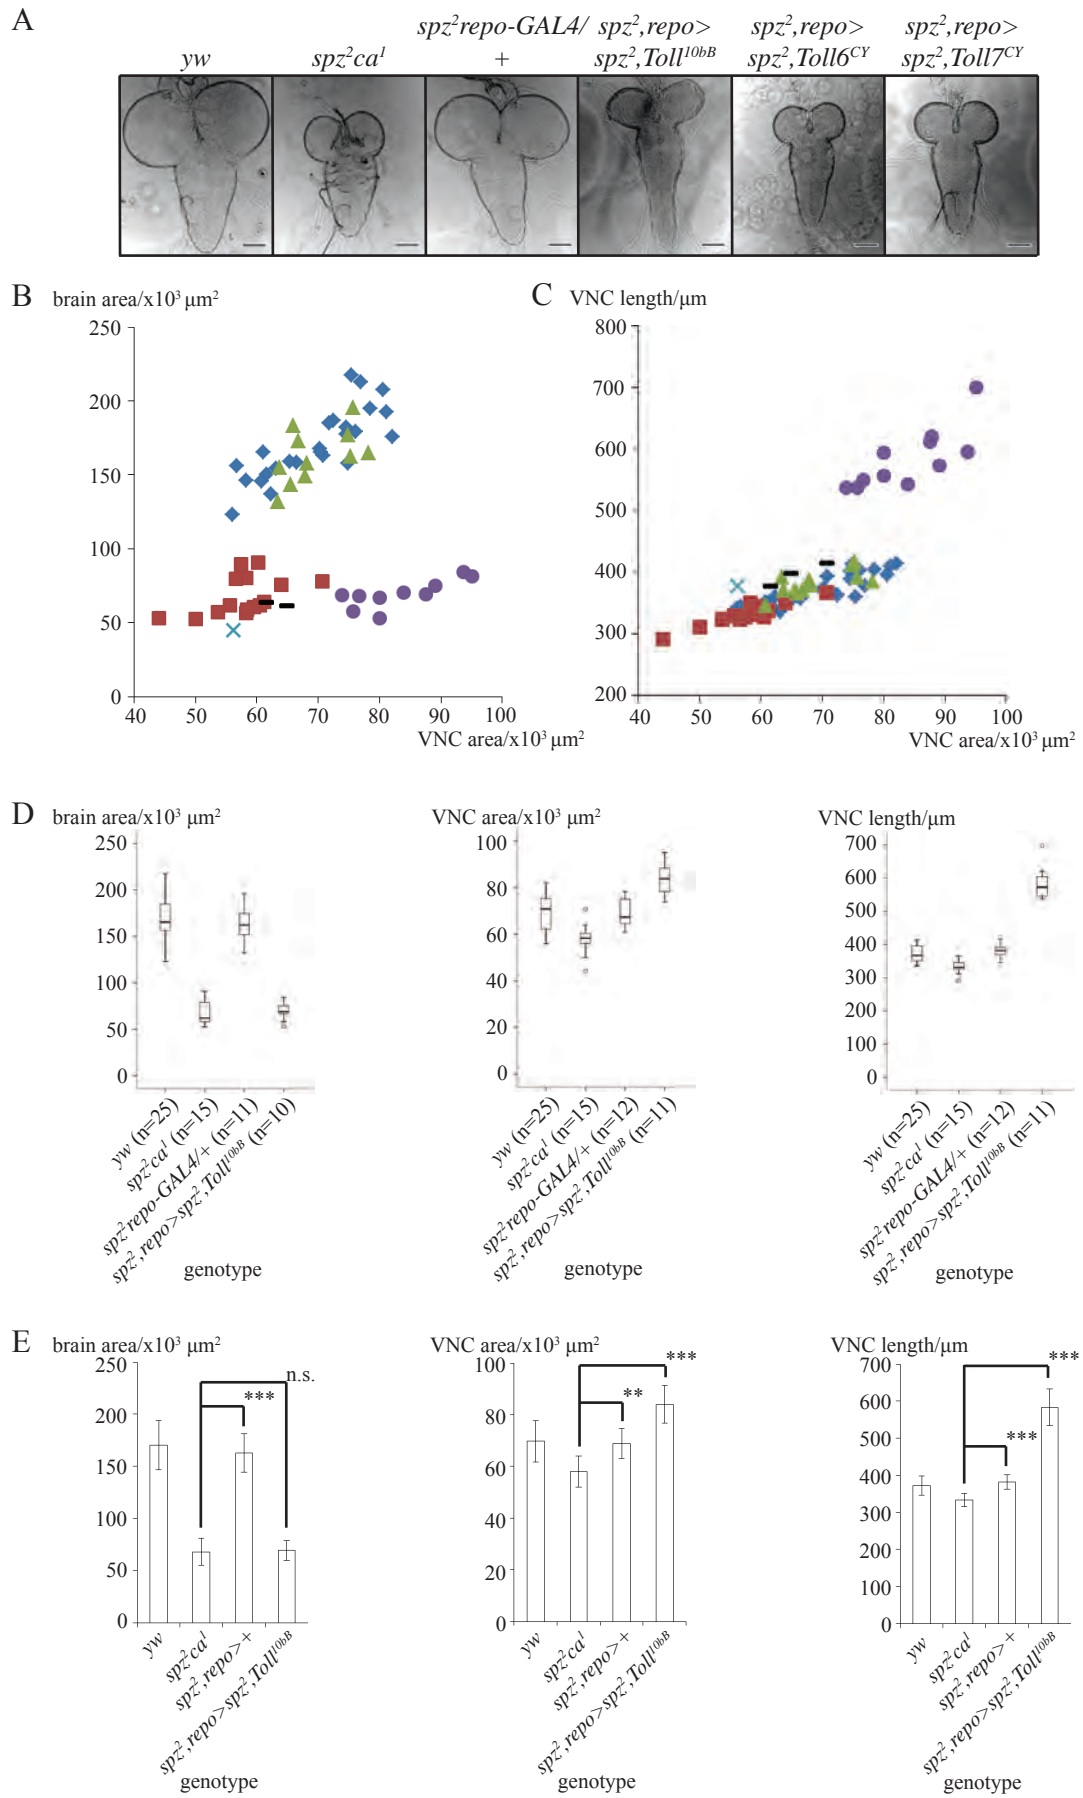 A
yw
spz²ca¹
spz²repo-GAL4/
+
spz²,repo>
spz²,Toll¹⁰ᵇᴮ
spz²,repo>
spz²,Toll6ᶜʸ
spz²,repo>
spz²,Toll7ᶜʸ
B
brain area/x10³ µm²
250
200
150
100
50
0
40
50
60
70
80
90
100
VNC area/x10³ µm²
C
VNC length/µm
800
700
600
500
400
300
200
40
50
60
70
80
90
100
VNC area/x10³ µm²
D
brain area/x10³ µm²
250
200
150
100
50
0
yw (n=25)
spz²ca¹ (n=15)
spz²repo-GAL4/+ (n=11)
spz²,repo>spz²,Toll¹⁰ᵇᴮ (n=10)
genotype
VNC area/x10³ µm²
100
80
60
40
20
0
yw (n=25)
spz²ca¹ (n=15)
spz²repo-GAL4/+ (n=12)
spz²,repo>spz²,Toll¹⁰ᵇᴮ (n=11)
genotype
VNC length/µm
700
600
500
400
300
200
100
0
yw (n=25)
spz²ca¹ (n=15)
spz²repo-GAL4/+ (n=12)
spz²,repo>spz²,Toll¹⁰ᵇᴮ (n=11)
genotype
E
brain area/x10³ µm²
250
200
150
100
50
0
n.s.
***
yw
spz²ca¹
spz²,repo>+
spz²,repo>spz²,Toll¹⁰ᵇᴮ
genotype
VNC area/x10³ µm²
100
80
60
40
20
0
***
**
yw
spz²ca¹
spz²,repo>+
spz²,repo>spz²,Toll¹⁰ᵇᴮ
genotype
VNC length/µm
700
600
500
400
300
200
100
0
***
***
yw
spz²ca¹
spz²,repo>+
spz²,repo>spz²,Toll¹⁰ᵇᴮ
genotype